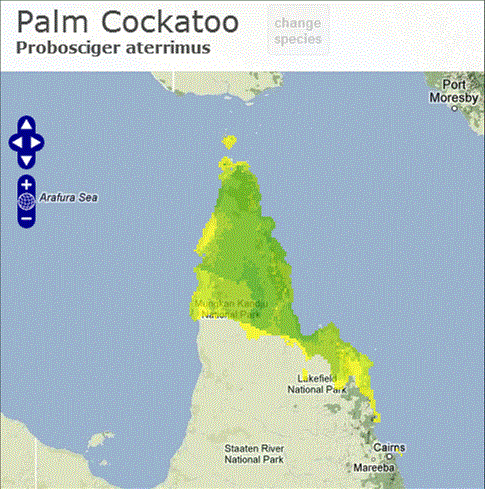 Palm Cockatoo
Probosciger aterrimus
change
species
Port
Moresby
Arafura Sea
Mungkan Kandju
National Park
Lakefield
National Park
Staaten River
National Park
Cairns
Mareeba